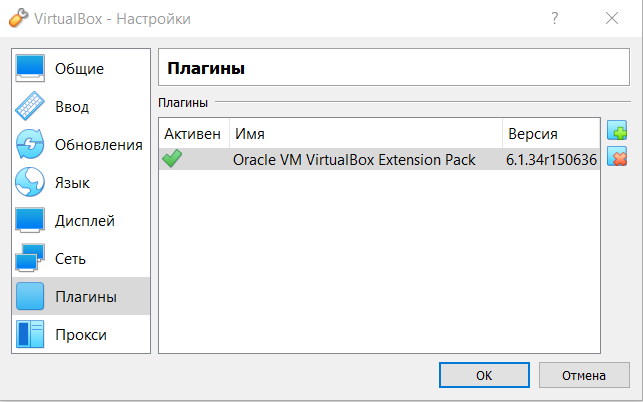 VirtualBox - Настройки
?
Общие
Ввод
Обновления
Язык
Дисплей
Сеть
Плагины
Прокси
Плагины
Плагины
Активен Имя Версия
Oracle VM VirtualBox Extension Pack 6.1.34r150636
OK Отмена